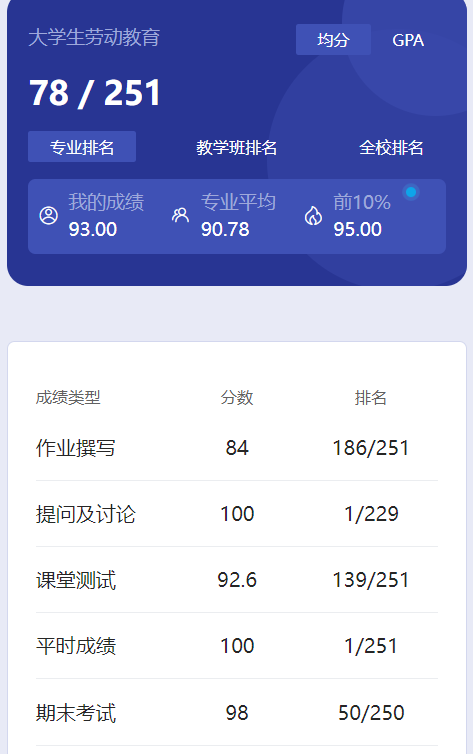 大学生劳动教育 均分 GPA
78 / 251
专业排名 教学班排名 全校排名
我的成绩 专业平均 前10%
93.00 90.78 95.00
成绩类型 分数 排名
作业撰写 84 186/251
提问及讨论 100 1/229
课堂测试 92.6 139/251
平时成绩 100 1/251
期末考试 98 50/250